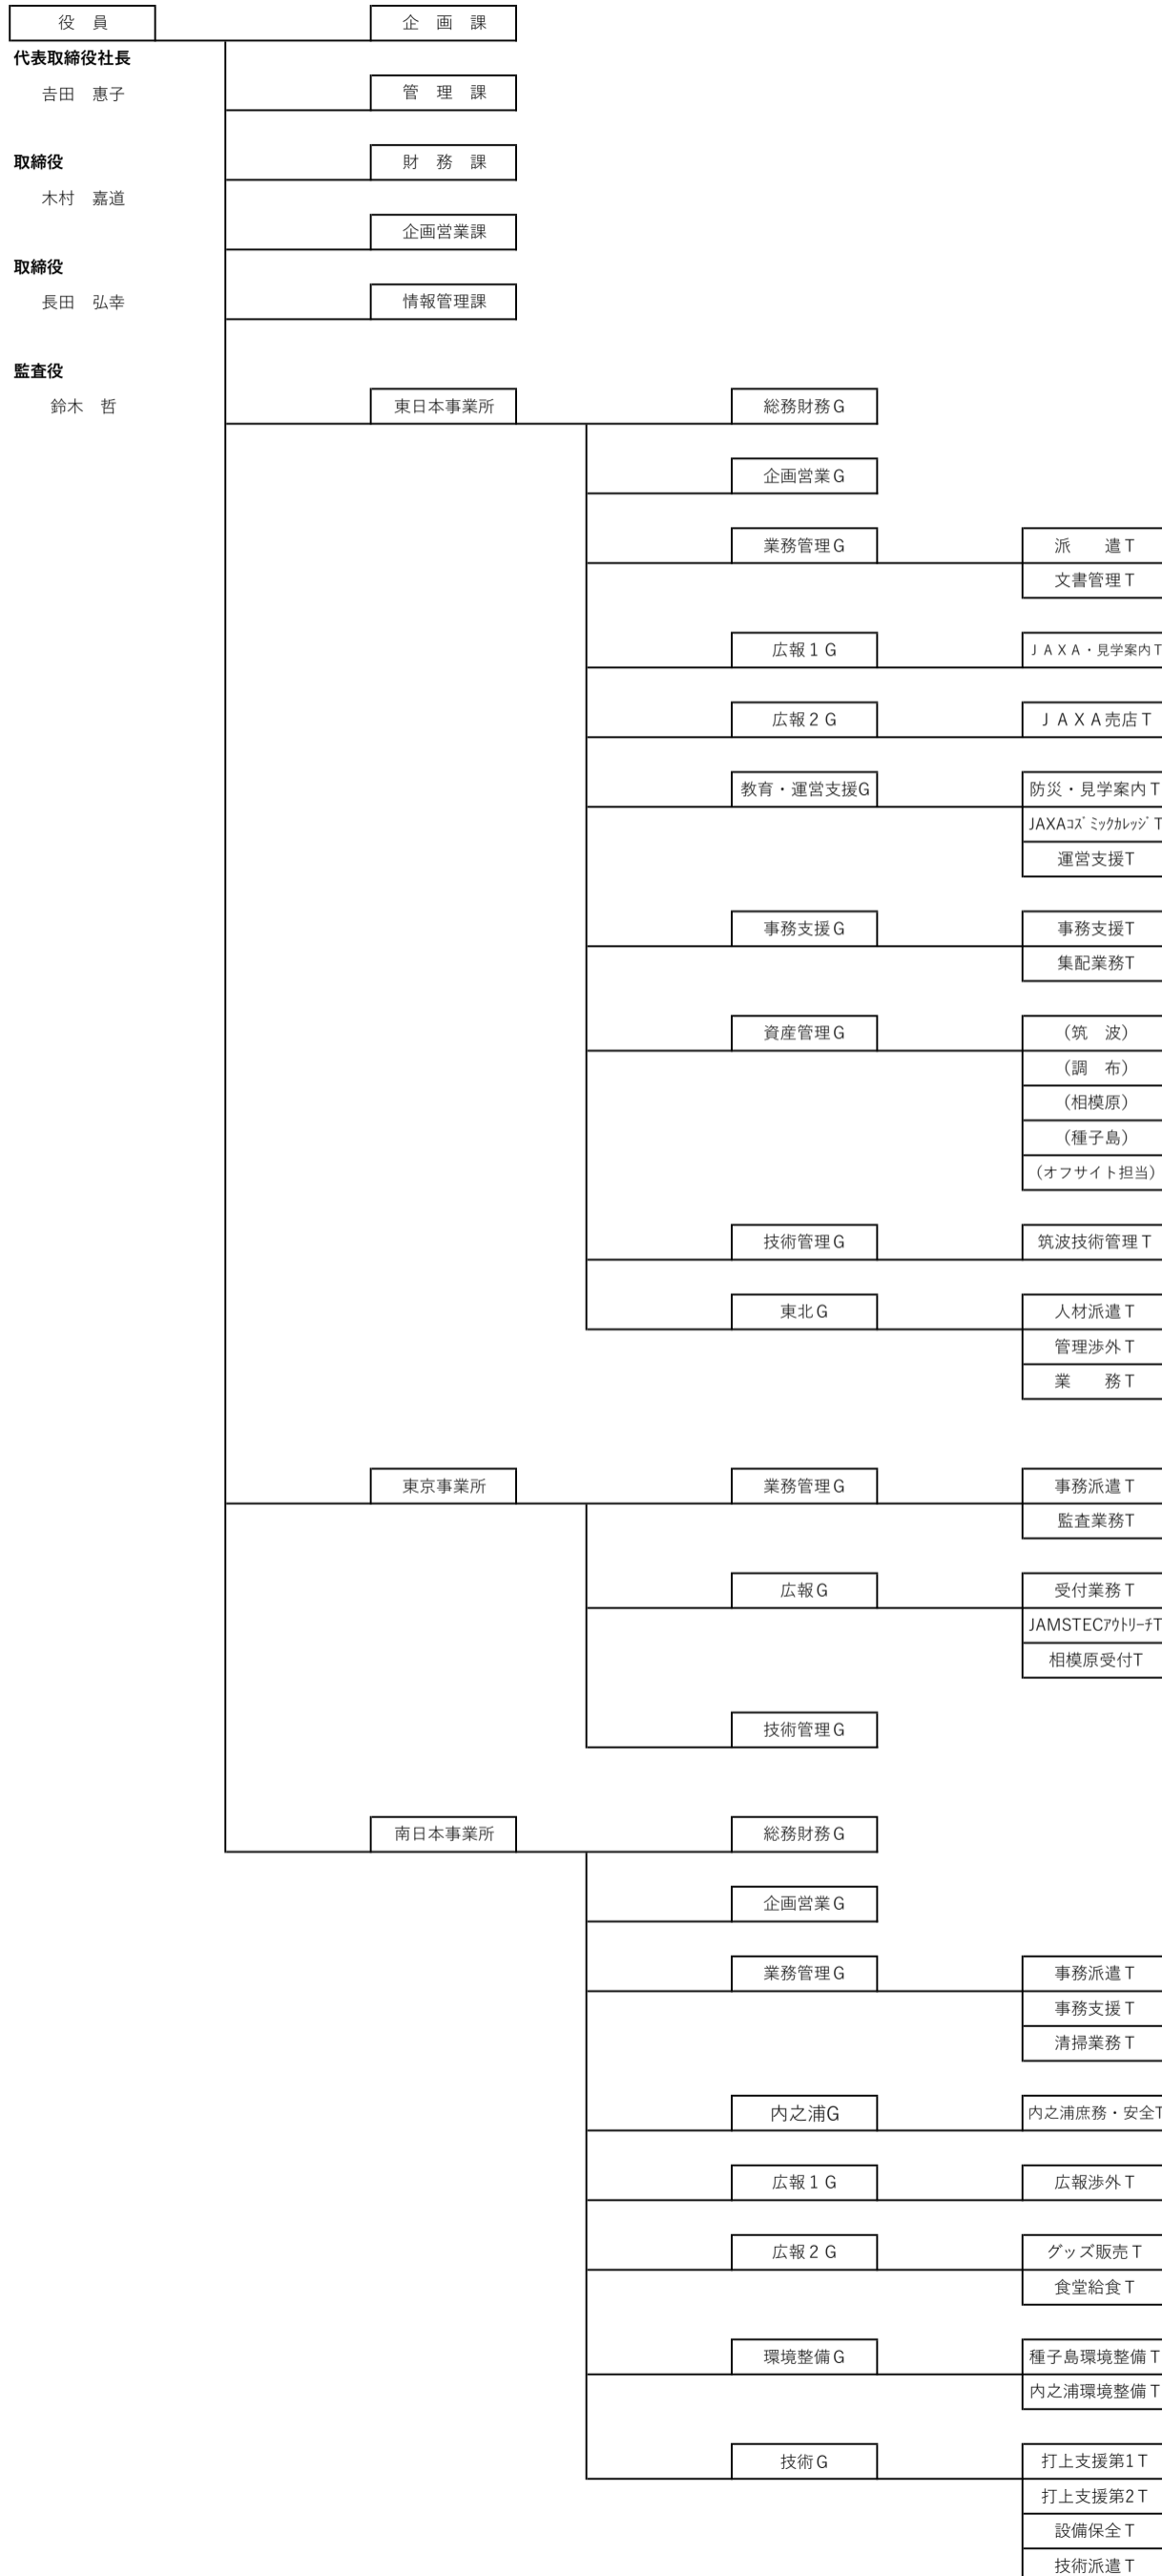 役　員
企　画　課
代表取締役社長
𠮷田　惠子
管　理　課
取締役
財　務　課
木村　嘉道
企画営業課
取締役
長田　弘幸
情報管理課
監査役
鈴木　哲
東日本事業所
総務財務Ｇ
企画営業Ｇ
業務管理Ｇ
派　　遣Ｔ
文書管理Ｔ
広報１Ｇ
ＪＡＸＡ・見学案内Ｔ
広報２Ｇ
ＪＡＸＡ売店Ｔ
教育・運営支援G
防災・見学案内Ｔ
JAXAｺｽﾞﾐｯｸｶﾚｯｼﾞT
運営支援T
事務支援Ｇ
事務支援T
集配業務T
資産管理Ｇ
（筑　波）
（調　布）
（相模原）
（種子島）
（オフサイト担当）
技術管理Ｇ
筑波技術管理Ｔ
東北Ｇ
人材派遣Ｔ
管理渉外Ｔ
業　　務Ｔ
東京事業所
業務管理Ｇ
事務派遣Ｔ
監査業務T
広報Ｇ
受付業務Ｔ
JAMSTECｱｳﾄﾘｰﾁT
相模原受付T
技術管理Ｇ
南日本事業所
総務財務Ｇ
企画営業Ｇ
業務管理Ｇ
事務派遣Ｔ
事務支援Ｔ
清掃業務Ｔ
内之浦G
内之浦庶務・安全T
広報１Ｇ
広報渉外Ｔ
広報２Ｇ
グッズ販売Ｔ
食堂給食Ｔ
環境整備Ｇ
種子島環境整備Ｔ
内之浦環境整備Ｔ
技術Ｇ
打上支援第1Ｔ
打上支援第2Ｔ
設備保全Ｔ
技術派遣Ｔ